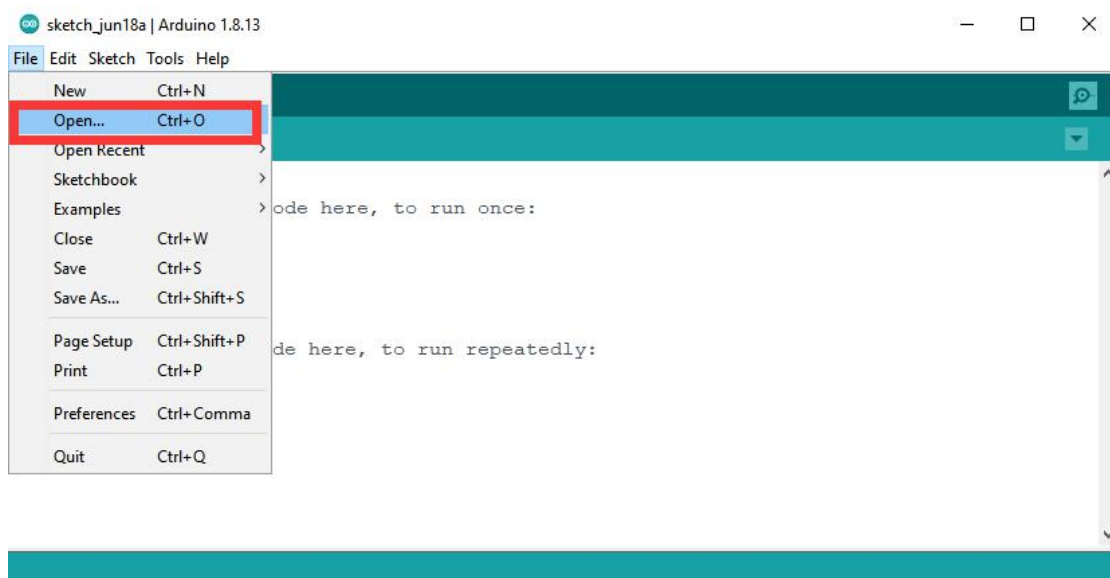 sketch_jun18a | Arduino 1.8.13
File Edit Sketch Tools Help
New Ctrl+N
Open... Ctrl+O
Open Recent
Sketchbook
Examples
ode here, to run once:
Close Ctrl+W
Save Ctrl+S
Save As... Ctrl+Shift+S
Page Setup Ctrl+Shift+P
de here, to run repeatedly:
Print Ctrl+P
Preferences Ctrl+Comma
Quit Ctrl+Q